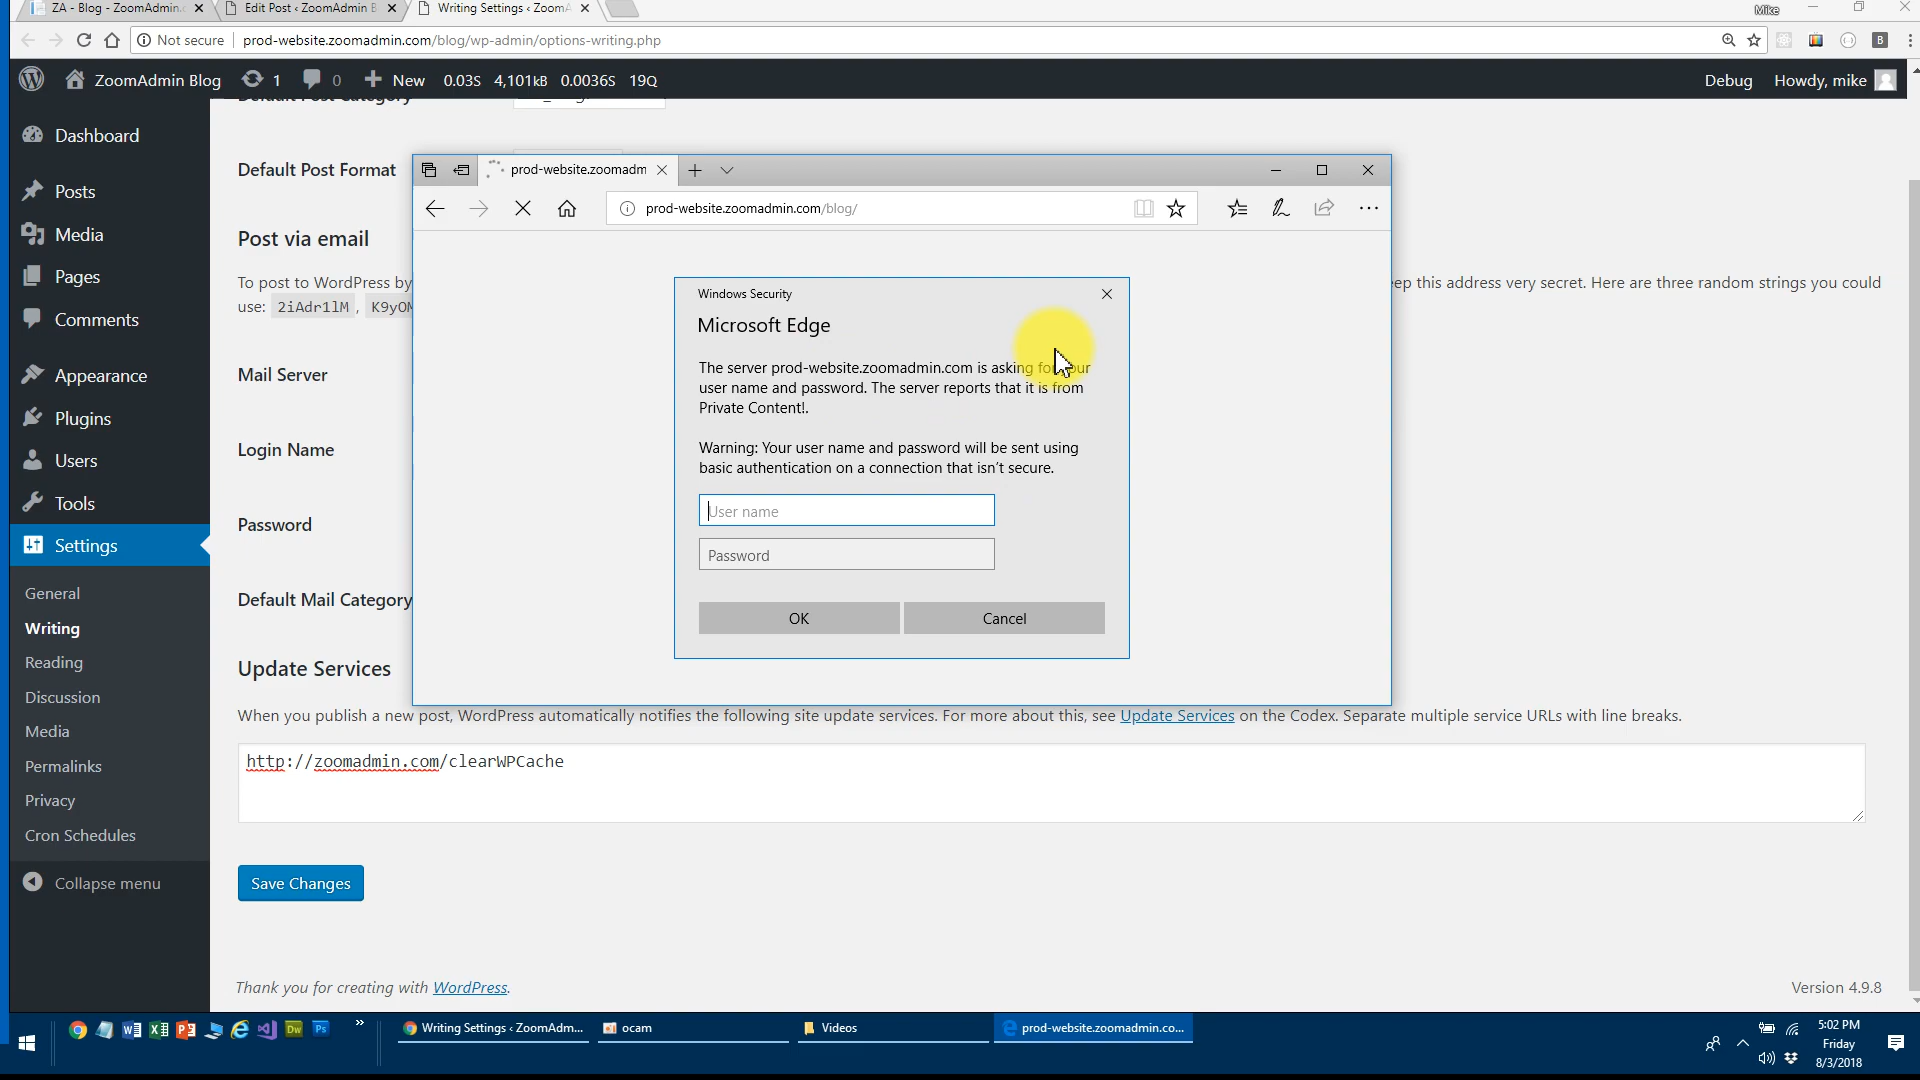 ZA - Blog - ZoomAdmin.c
Edit Post ‹ ZoomAdmin B
Writing Settings ‹ ZoomA
Mike
Not secure
prod-website.zoomadmin.com/blog/wp-admin/options-writing.php
ZoomAdmin Blog
1
0
New
0.03S 4,101KB 0.0036S 19Q
Debug
Howdy, mike
Default Post Category
Dashboard
Posts
Media
Pages
Comments
Appearance
Plugins
Users
Tools
Settings
General
Writing
Reading
Discussion
Media
Permalinks
Privacy
Cron Schedules
Collapse menu
Default Post Format
Post via email
To post to WordPress by
eep this address very secret. Here are three random strings you could
use: 2iAdr1lM ,
Mail Server
Login Name
Password
Default Mail Category
prod-website.zoomadm
prod-website.zoomadmin.com/blog/
Windows Security
Microsoft Edge
The server prod-website.zoomadmin.com is asking for your
user name and password. The server reports that it is from
Private Content!.
Warning: Your user name and password will be sent using
basic authentication on a connection that isn't secure.
User name
Password
OK
Cancel
Update Services
When you publish a new post, WordPress automatically notifies the following site update services. For more about this, see Update Services on the Codex. Separate multiple service URLs with line breaks.
http://zoomadmin.com/clearWPCache
Save Changes
Thank you for creating with WordPress.
Version 4.9.8
Writing Settings ‹ ZoomAdm...
ocam
Videos
prod-website.zoomadmin.co...
5:02 PM
Friday
8/3/2018